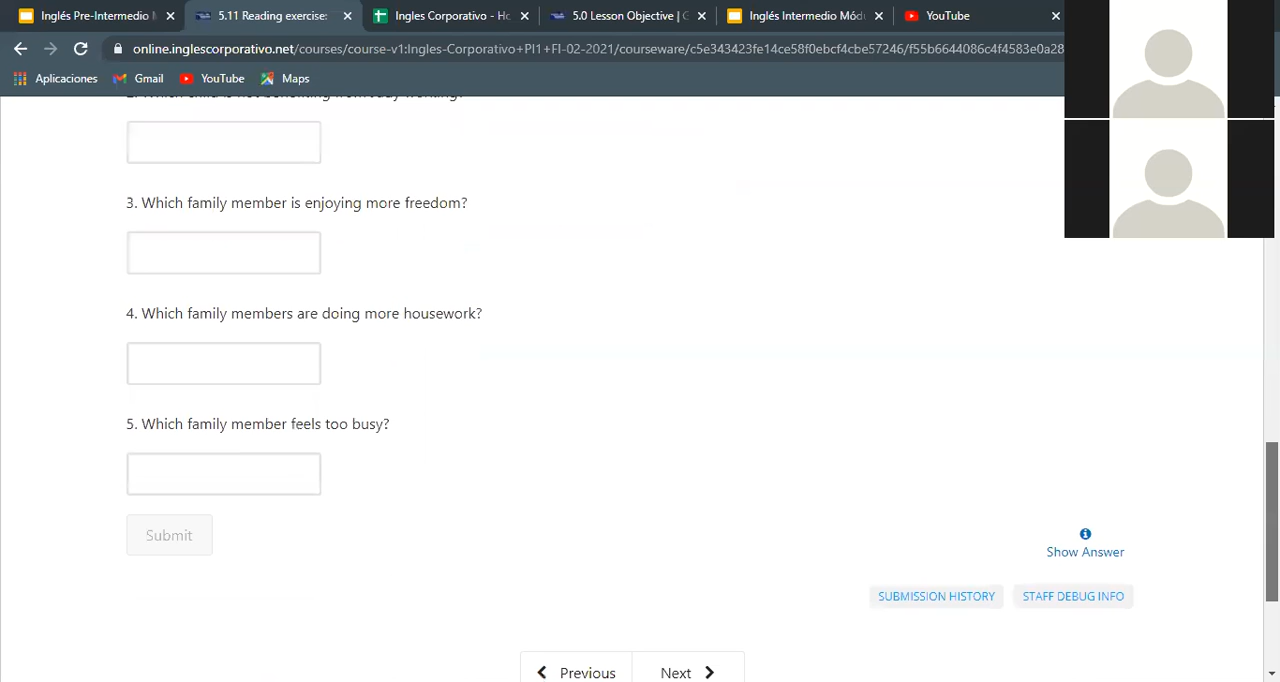 Inglés Pre-Intermedio
5.11 Reading exercise:
Ingles Corporativo - Ho
5.0 Lesson Objective |
Inglés Intermedio Mód
YouTube
online.inglescorporativo.net/courses/course-v1:Ingles-Corporativo+PI1+FI-02-2021/courseware/c5e343423fe14ce58f0ebcf4cbe57246/f55b6644086c4f4583e0a28
Aplicaciones
Gmail
YouTube
Maps
3. Which family member is enjoying more freedom?
4. Which family members are doing more housework?
5. Which family member feels too busy?
Submit
Show Answer
SUBMISSION HISTORY
STAFF DEBUG INFO
Previous
Next